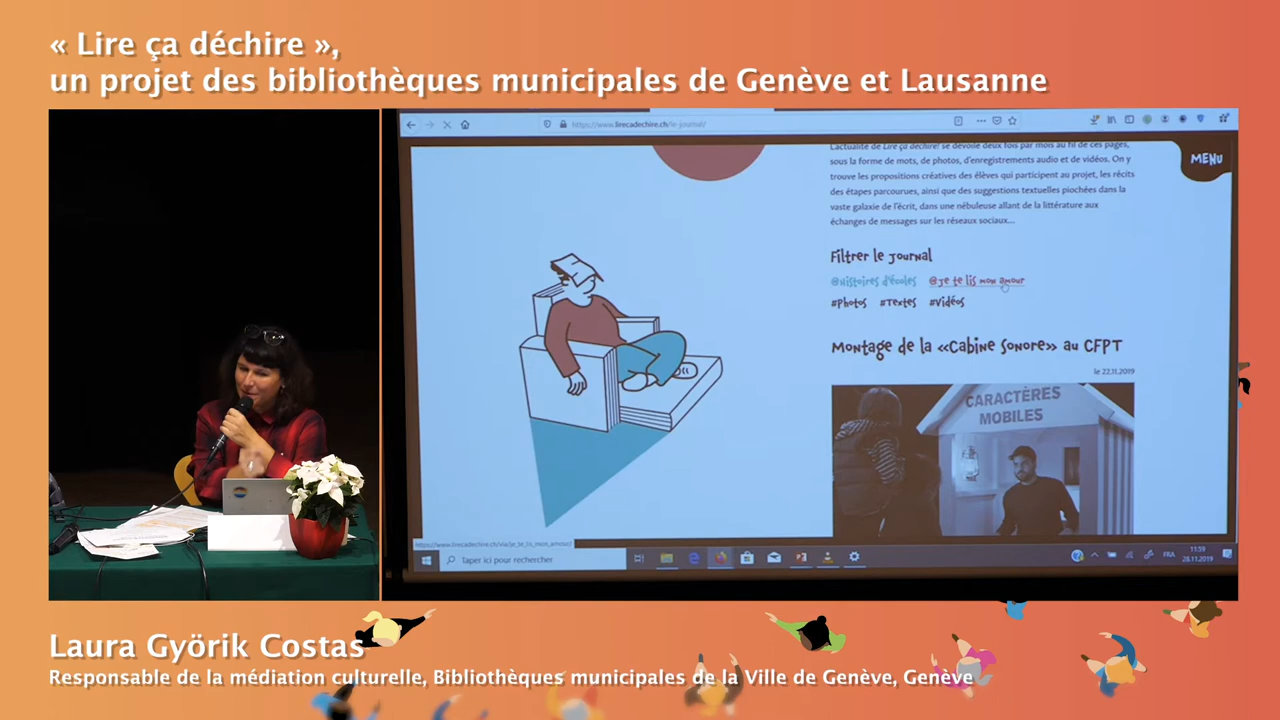 « Lire ça déchire »,
un projet des bibliothèques municipales de Genève et Lausanne
https://www.lirecadechire.ch/le-journal/
MENU
L'actualité de Lire ça déchire! se dévoile deux fois par mois au fil de ces pages,
sous la forme de mots, de photos, d'enregistrements audio et de vidéos. On y
trouve les propositions créatives des élèves qui participent au projet, les récits
des étapes parcourues, ainsi que des suggestions textuelles piochées dans la
vaste galaxie de l'écrit, dans une nébuleuse allant de la littérature aux
échanges de messages sur les réseaux sociaux...
Filtrer le journal
@Histoires d'écoles @je te lis mon amour
#Photos #Textes #Vidéos
Montage de la «Cabine Sonore» au CFPT
le 22.11.2019
CARACTÈRES
MOBILES
https://www.lirecadechire.ch/via/je_te_lis_mon_amour/
Taper ici pour rechercher
FRA
11:59
28.11.2019
Laura Györik Costas
Responsable de la médiation culturelle, Bibliothèques municipales de la Ville de Genève, Genève